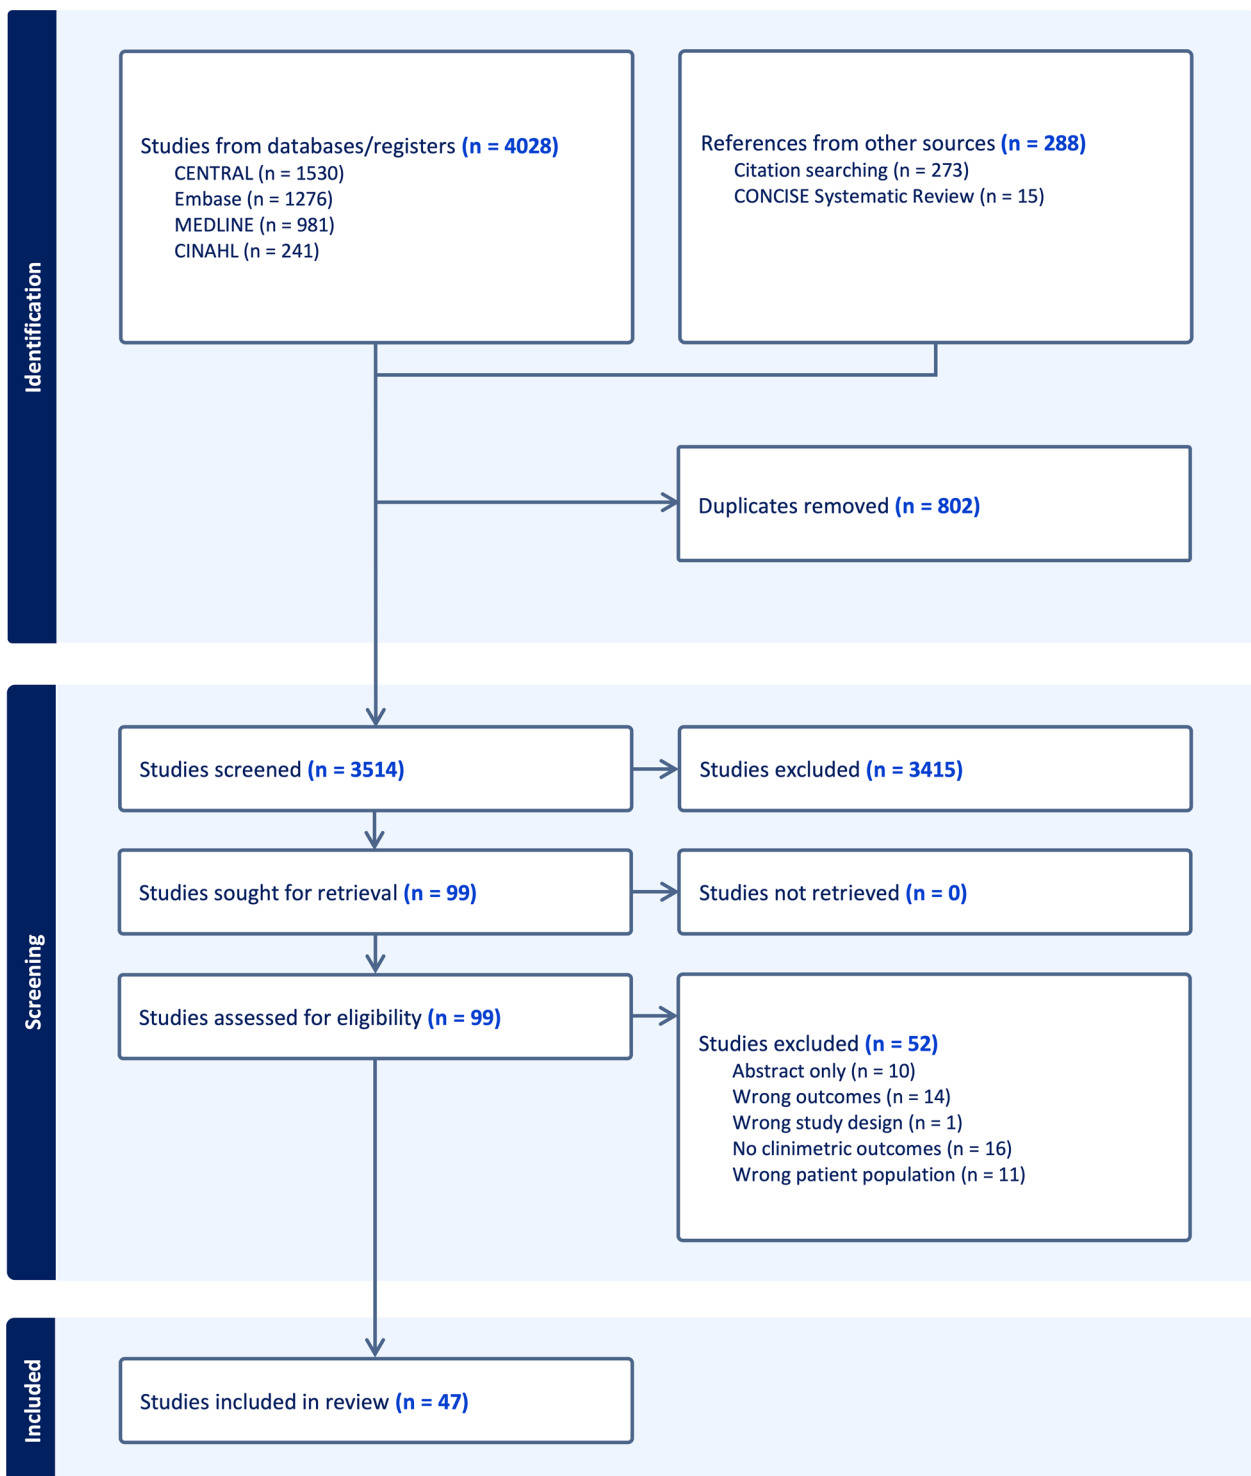 Identification
Studies from databases/registers (n = 4028)
CENTRAL (n = 1530)
Embase (n = 1276)
MEDLINE (n = 981)
CINAHL (n = 241)
References from other sources (n = 288)
Citation searching (n = 273)
CONCISE Systematic Review (n = 15)
Duplicates removed (n = 802)
Screening
Studies screened (n = 3514)
Studies excluded (n = 3415)
Studies sought for retrieval (n = 99)
Studies not retrieved (n = 0)
Studies assessed for eligibility (n = 99)
Studies excluded (n = 52)
Abstract only (n = 10)
Wrong outcomes (n = 14)
Wrong study design (n = 1)
No clinimetric outcomes (n = 16)
Wrong patient population (n = 11)
Included
Studies included in review (n = 47)